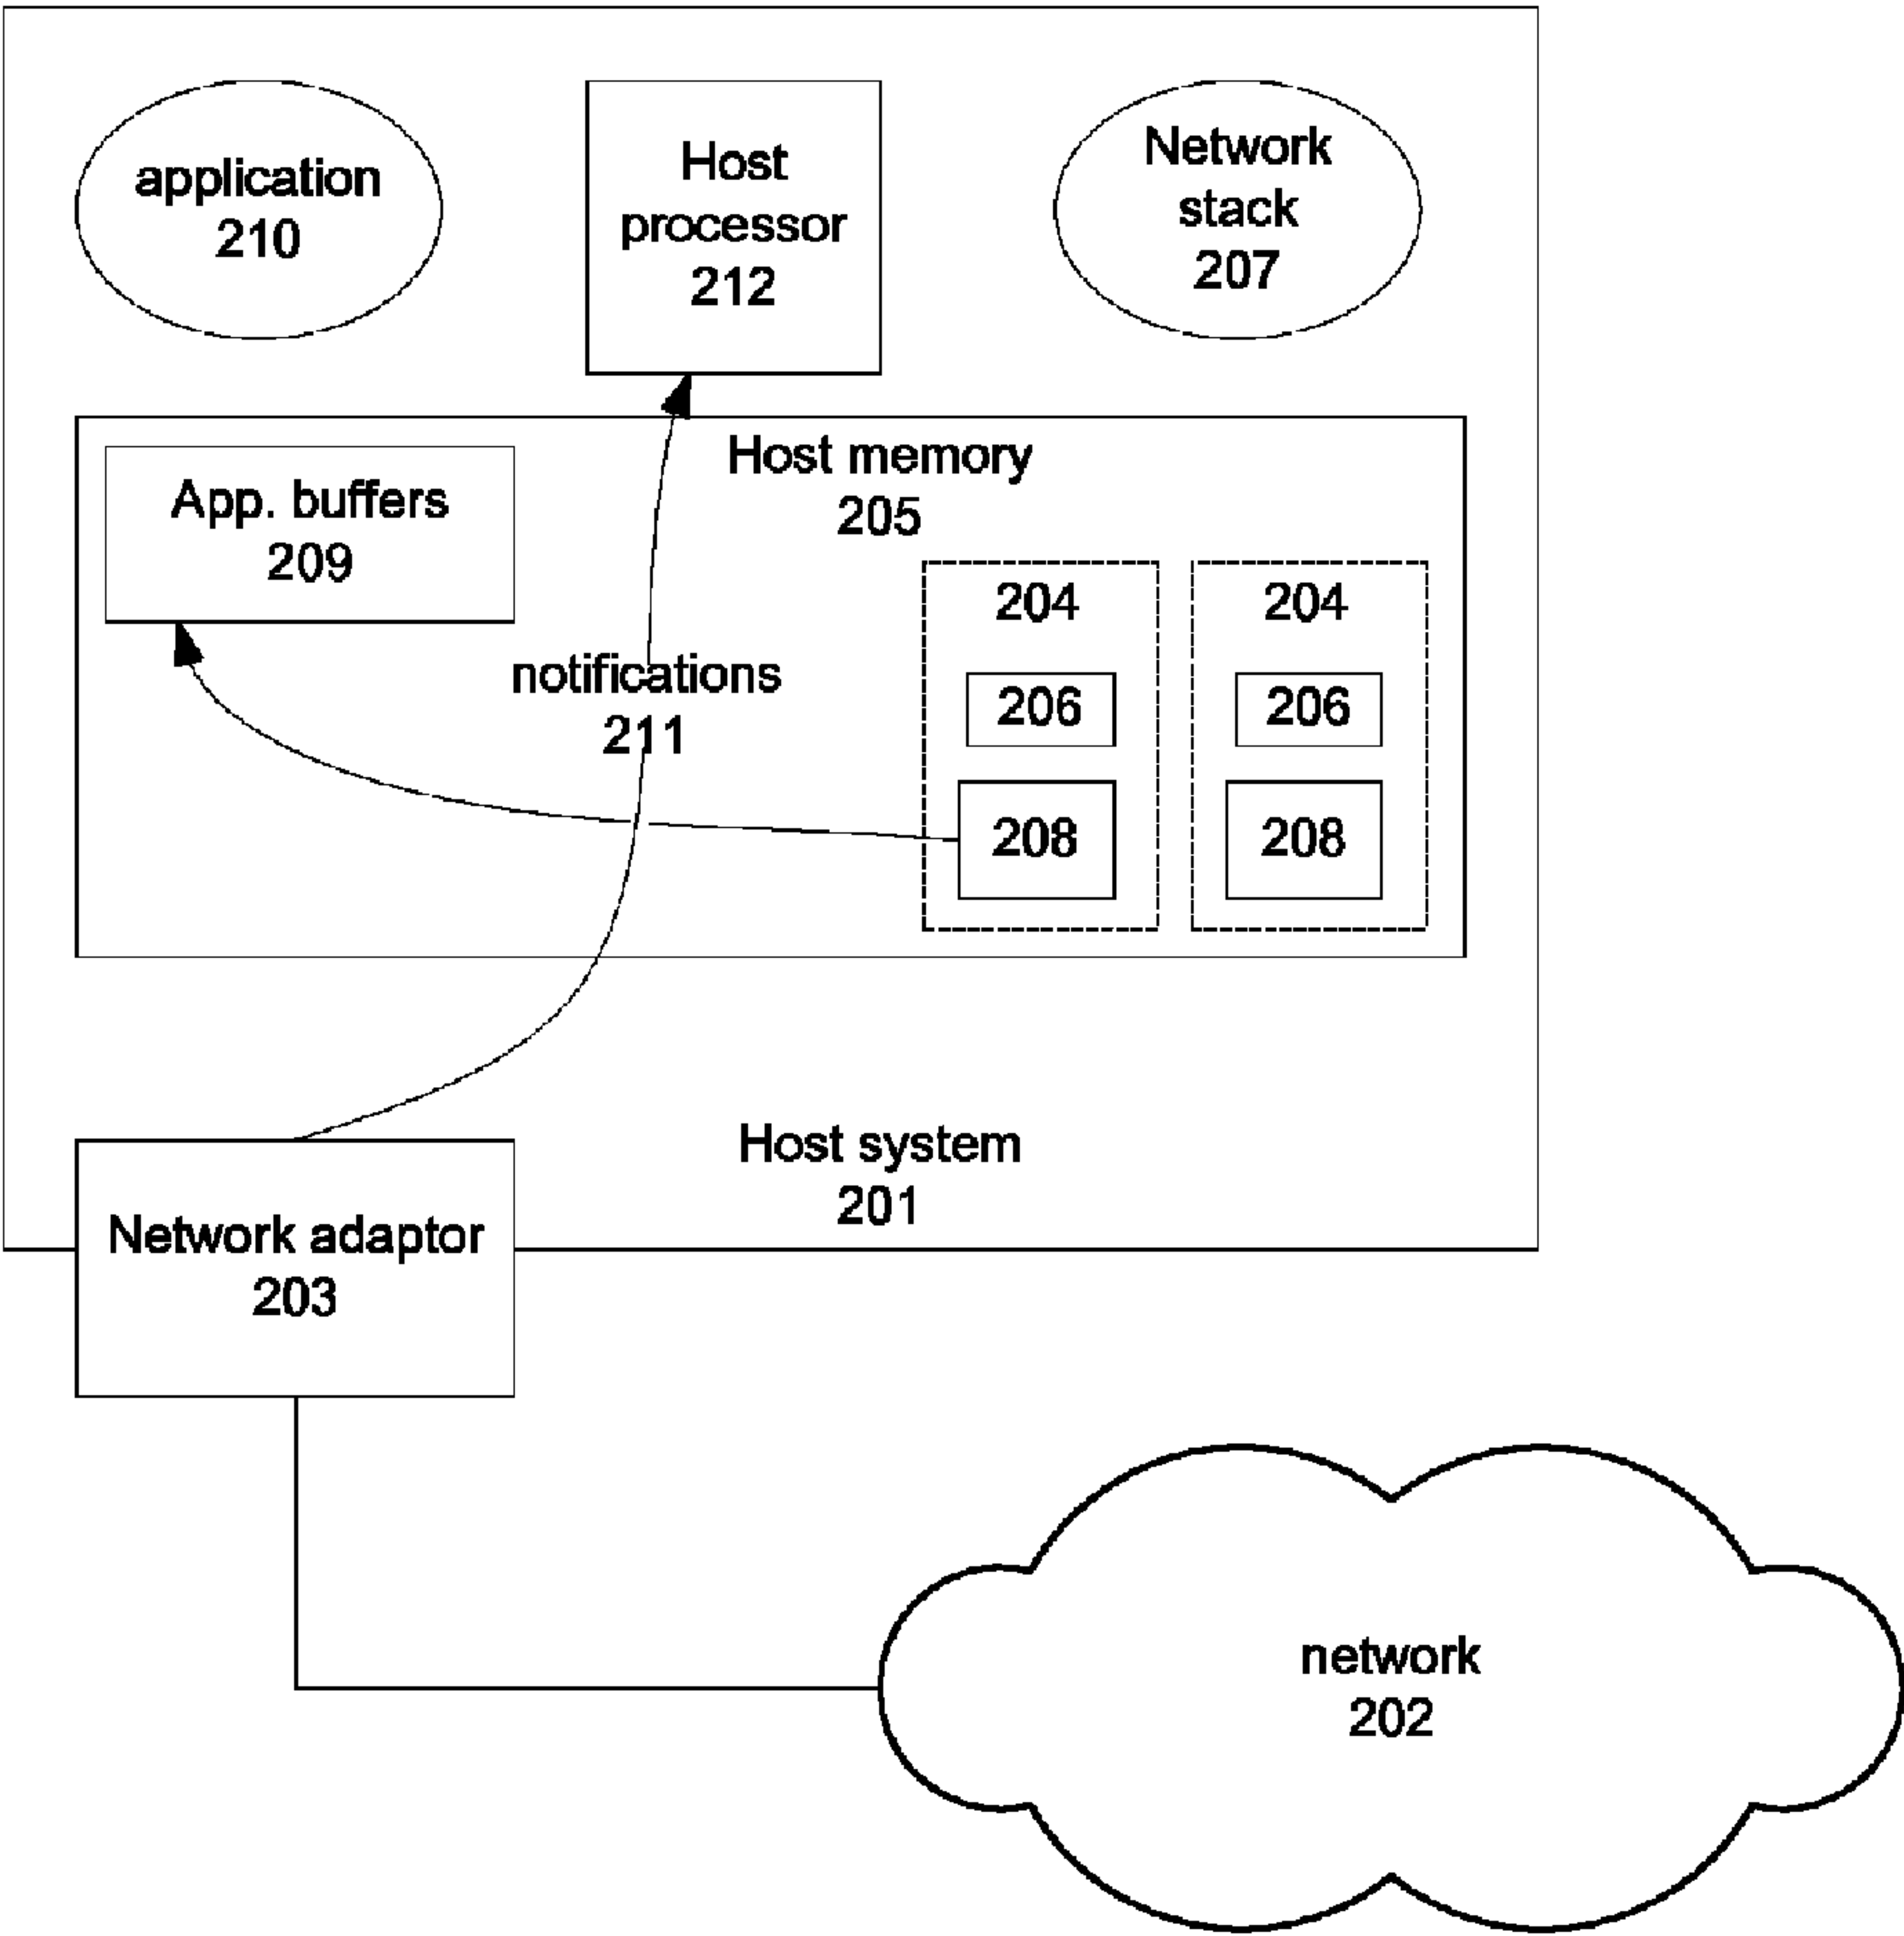 application
210
Host
processor
212
Network
stack
207
Host memory
205
App. buffers
209
204
204
notifications
211
206
206
208
208
Host system
201
Network adaptor
203
network
202